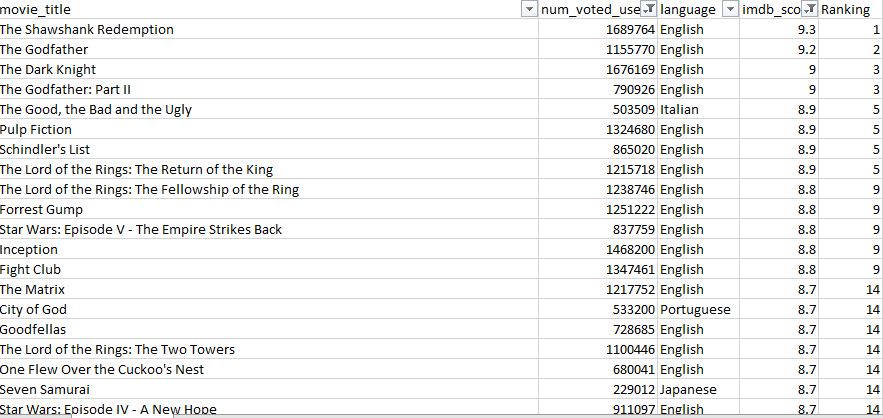 movie_title num_voted_use language imdb_sco Ranking
The Shawshank Redemption 1689764 English 9.3 1
The Godfather 1155770 English 9.2 2
The Dark Knight 1676169 English 9 3
The Godfather: Part II 790926 English 9 3
The Good, the Bad and the Ugly 503509 Italian 8.9 5
Pulp Fiction 1324680 English 8.9 5
Schindler's List 865020 English 8.9 5
The Lord of the Rings: The Return of the King 1215718 English 8.9 5
The Lord of the Rings: The Fellowship of the Ring 1238746 English 8.8 9
Forrest Gump 1251222 English 8.8 9
Star Wars: Episode V - The Empire Strikes Back 837759 English 8.8 9
Inception 1468200 English 8.8 9
Fight Club 1347461 English 8.8 9
The Matrix 1217752 English 8.7 14
City of God 533200 Portuguese 8.7 14
Goodfellas 728685 English 8.7 14
The Lord of the Rings: The Two Towers 1100446 English 8.7 14
One Flew Over the Cuckoo's Nest 680041 English 8.7 14
Seven Samurai 229012 Japanese 8.7 14
Star Wars: Episode IV - A New Hope 911097 English 8.7 14